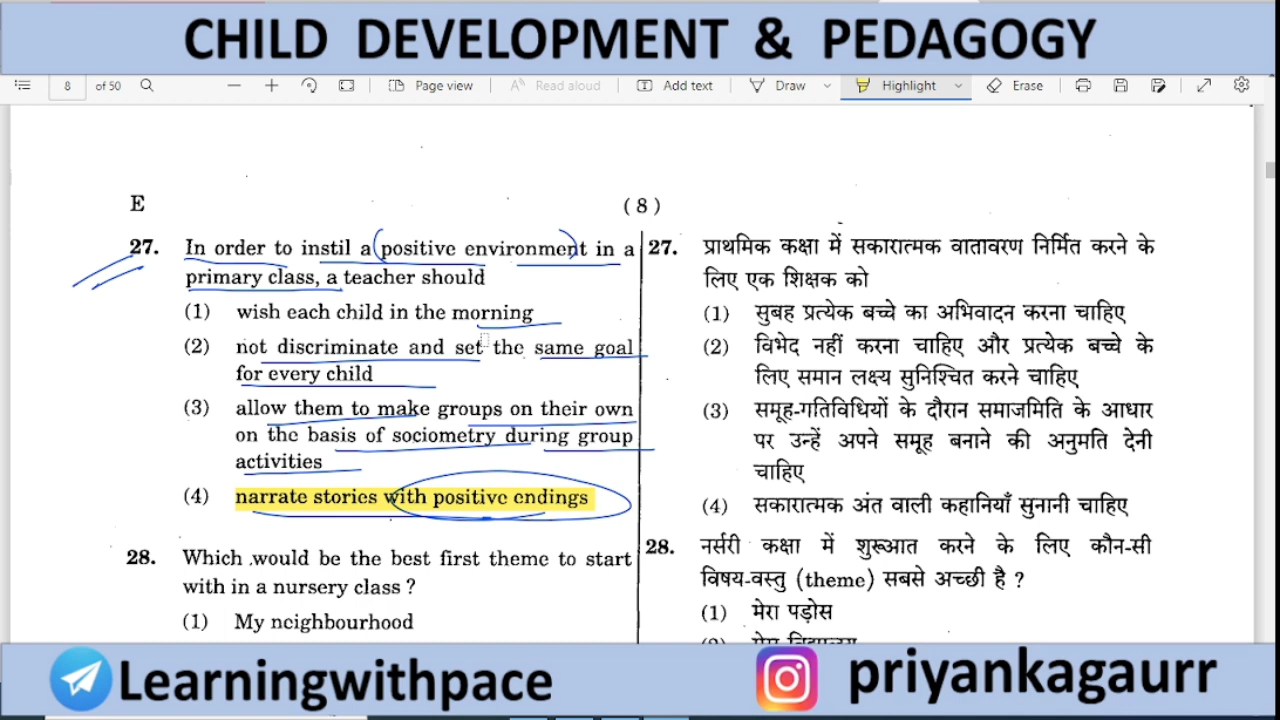 CHILD DEVELOPMENT & PEDAGOGY
8 of 50 Page view Read aloud Add text Draw Highlight Erase
E
( 8 )
27. In order to instil a positive environment in a
primary class, a teacher should
(1) wish each child in the morning
(2) not discriminate and set the same goal
for every child
(3) allow them to make groups on their own
on the basis of sociometry during group
activities
(4) narrate stories with positive endings
28. Which would be the best first theme to start
with in a nursery class ?
(1) My neighbourhood
27. प्राथमिक कक्षा में सकारात्मक वातावरण निर्मित करने के
लिए एक शिक्षक को
(1) सुबह प्रत्येक बच्चे का अभिवादन करना चाहिए
(2) विभेद नहीं करना चाहिए और प्रत्येक बच्चे के
लिए समान लक्ष्य सुनिश्चित करने चाहिए
(3) समूह-गतिविधियों के दौरान समाजमिति के आधार
पर उन्हें अपने समूह बनाने की अनुमति देनी
चाहिए
(4) सकारात्मक अंत वाली कहानियाँ सुनानी चाहिए
28. नर्सरी कक्षा में शुरूआत करने के लिए कौन-सी
विषय-वस्तु (theme) सबसे अच्छी है ?
(1) मेरा पड़ोस
Learningwithpace
priyankagaurr